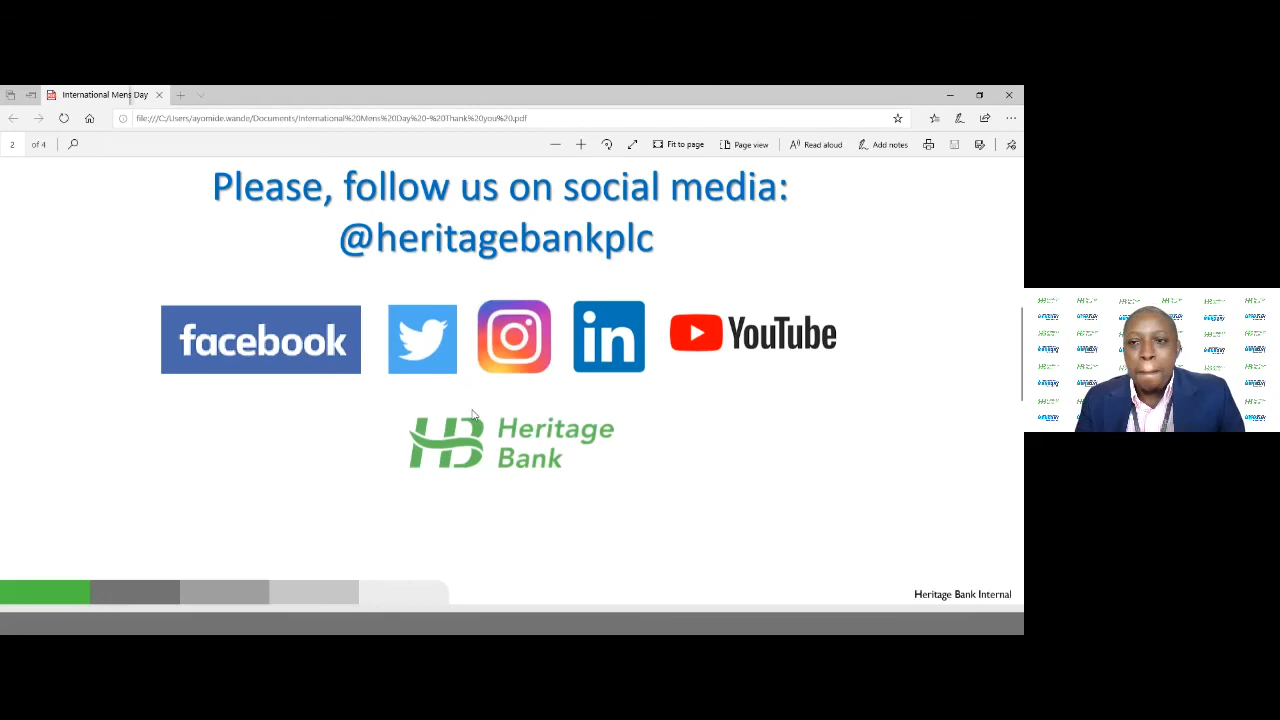 International Mens Day
file:///C:/Users/ayomide.wande/Documents/International%20Mens%20Day%20-%20Thank%20you%20.pdf
2 of 4
Fit to page
Page view
Read aloud
Add notes
Please, follow us on social media:
@heritagebankplc
facebook
in
YouTube
HB Heritage
Bank
Heritage Bank Internal